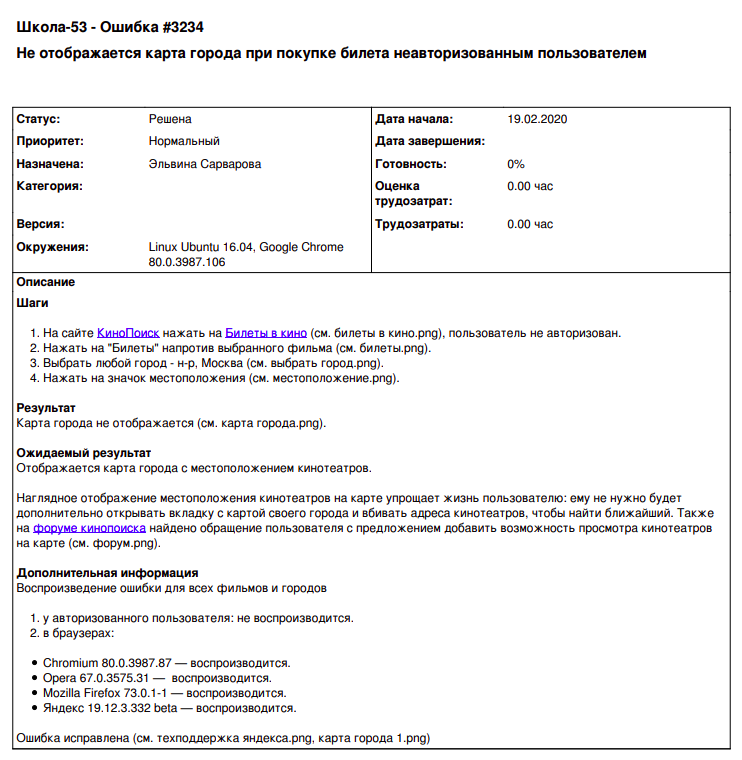 Школа-53 - Ошибка #3234
Не отображается карта города при покупке билета неавторизованным пользователем
Статус: Решена Дата начала: 19.02.2020
Приоритет: Нормальный Дата завершения:
Назначена: Эльвина Сарварова Готовность: 0%
Категория: Оценка трудозатрат: 0.00 час
Версия: Трудозатраты: 0.00 час
Окружения: Linux Ubuntu 16.04, Google Chrome
80.0.3987.106
Описание
Шаги
1. На сайте КиноПоиск нажать на Билеты в кино (см. билеты в кино.png), пользователь не авторизован.
2. Нажать на "Билеты" напротив выбранного фильма (см. билеты.png).
3. Выбрать любой город - н-р, Москва (см. выбрать город.png).
4. Нажать на значок местоположения (см. местоположение.png).
Результат
Карта города не отображается (см. карта города.png).
Ожидаемый результат
Отображается карта города с местоположением кинотеатров.
Наглядное отображение местоположения кинотеатров на карте упрощает жизнь пользователю: ему не нужно будет
дополнительно открывать вкладку с картой своего города и вбивать адреса кинотеатров, чтобы найти ближайший. Также
на форуме кинопоиска найдено обращение пользователя с предложением добавить возможность просмотра кинотеатров
на карте (см. форум.png).
Дополнительная информация
Воспроизведение ошибки для всех фильмов и городов
1. у авторизованного пользователя: не воспроизводится.
2. в браузерах:
• Chromium 80.0.3987.87 — воспроизводится.
• Opera 67.0.3575.31 — воспроизводится.
• Mozilla Firefox 73.0.1-1 — воспроизводится.
• Яндекс 19.12.3.332 beta — воспроизводится.
Ошибка исправлена (см. техподдержка яндекса.png, карта города 1.png)